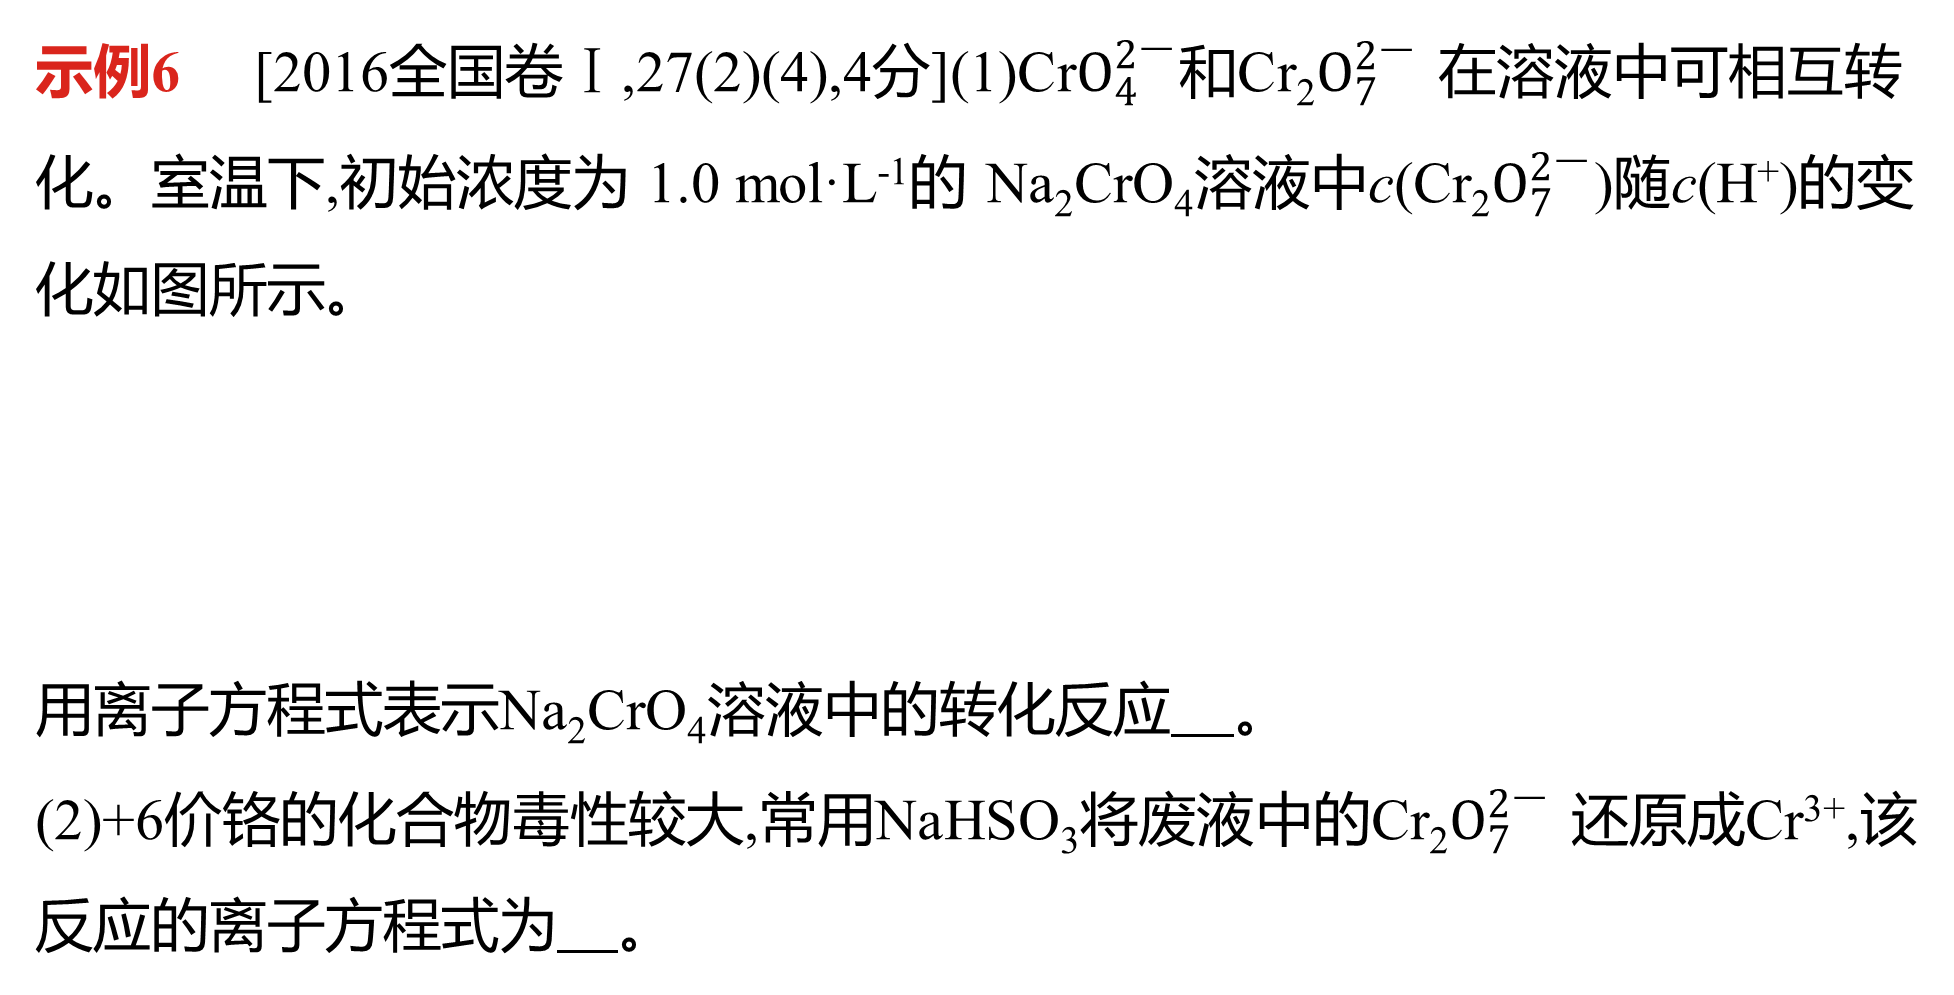 示例6 [2016全国卷Ⅰ,27(2)(4),4分](1)CrO₄²⁻和Cr₂O₇²⁻ 在溶液中可相互转
化。室温下,初始浓度为 1.0 mol·L⁻¹的 Na₂CrO₄溶液中c(Cr₂O₇²⁻)随c(H⁺)的变
化如图所示。
用离子方程式表示Na₂CrO₄溶液中的转化反应__。
(2)+6价铬的化合物毒性较大,常用NaHSO₃将废液中的Cr₂O₇²⁻ 还原成Cr³⁺,该
反应的离子方程式为__。